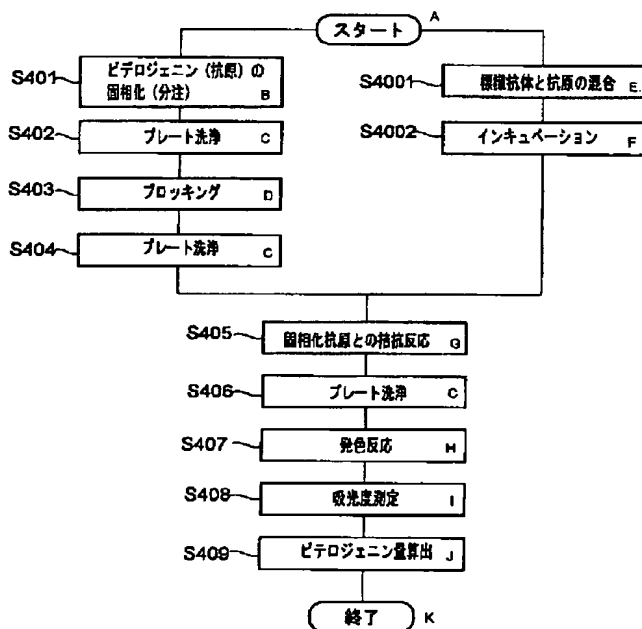 スタート A
S401 ビテロジェニン（抗原）の
固相化（分注） B
S402 プレート洗浄 C
S403 ブロッキング D
S404 プレート洗浄 C
S4001 標識抗体と抗原の混合 E
S4002 インキュベーション F
S405 固相化抗原との拮抗反応 G
S406 プレート洗浄 C
S407 発色反応 H
S408 吸光度測定 I
S409 ビテロジェニン量算出 J
終了 K